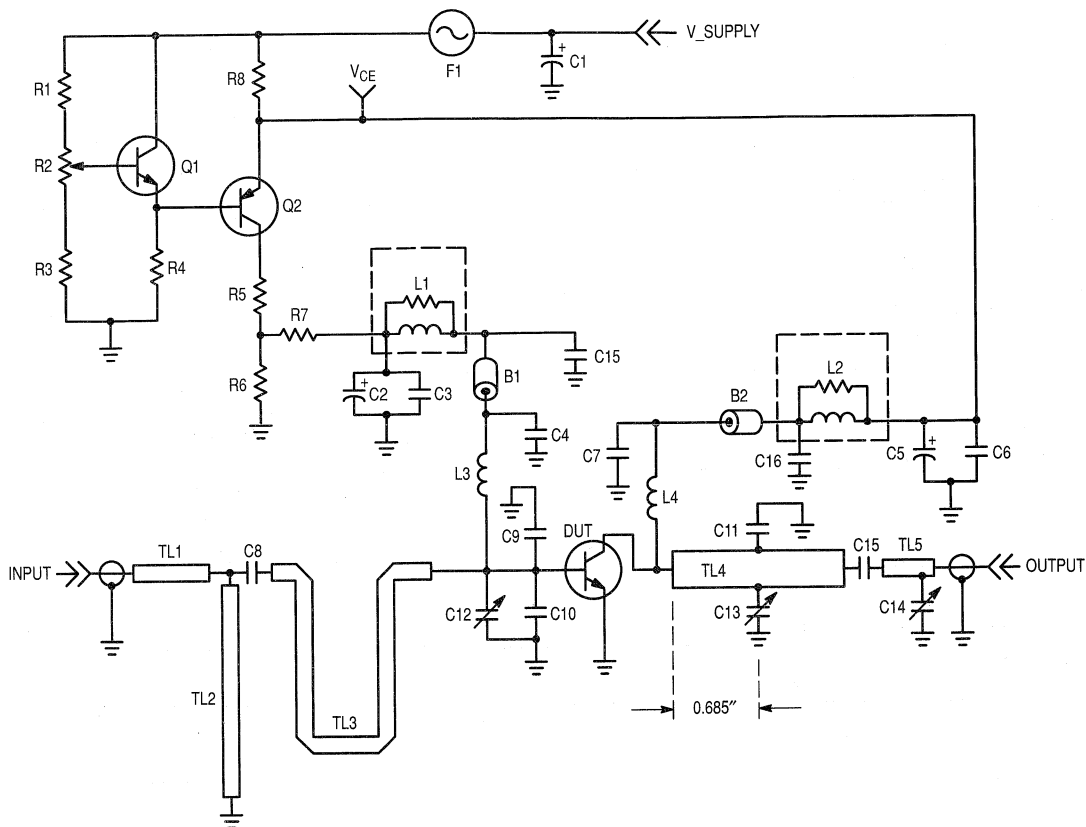 V_SUPPLY
F1
C1
R1
R8
VCE
R2
Q1
Q2
R3
R4
R5
R7
L1
R6
C2
C3
B1
C15
C4
L3
B2
L2
C7
C16
C5
C6
L4
C9
DUT
C11
INPUT
TL1
C8
TL4
C15
TL5
OUTPUT
C12
C10
C13
C14
TL2
TL3
0.685″
+
+
+